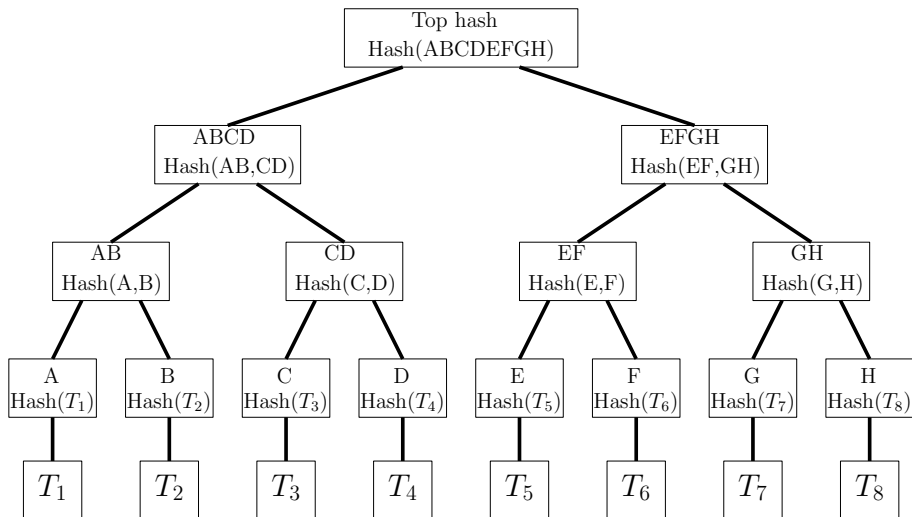 Top hash
Hash(ABCDEFGH)
ABCD
Hash(AB,CD)
EFGH
Hash(EF,GH)
AB
Hash(A,B)
CD
Hash(C,D)
EF
Hash(E,F)
GH
Hash(G,H)
A
Hash(T₁)
B
Hash(T₂)
C
Hash(T₃)
D
Hash(T₄)
E
Hash(T₅)
F
Hash(T₆)
G
Hash(T₇)
H
Hash(T₈)
T₁
T₂
T₃
T₄
T₅
T₆
T₇
T₈